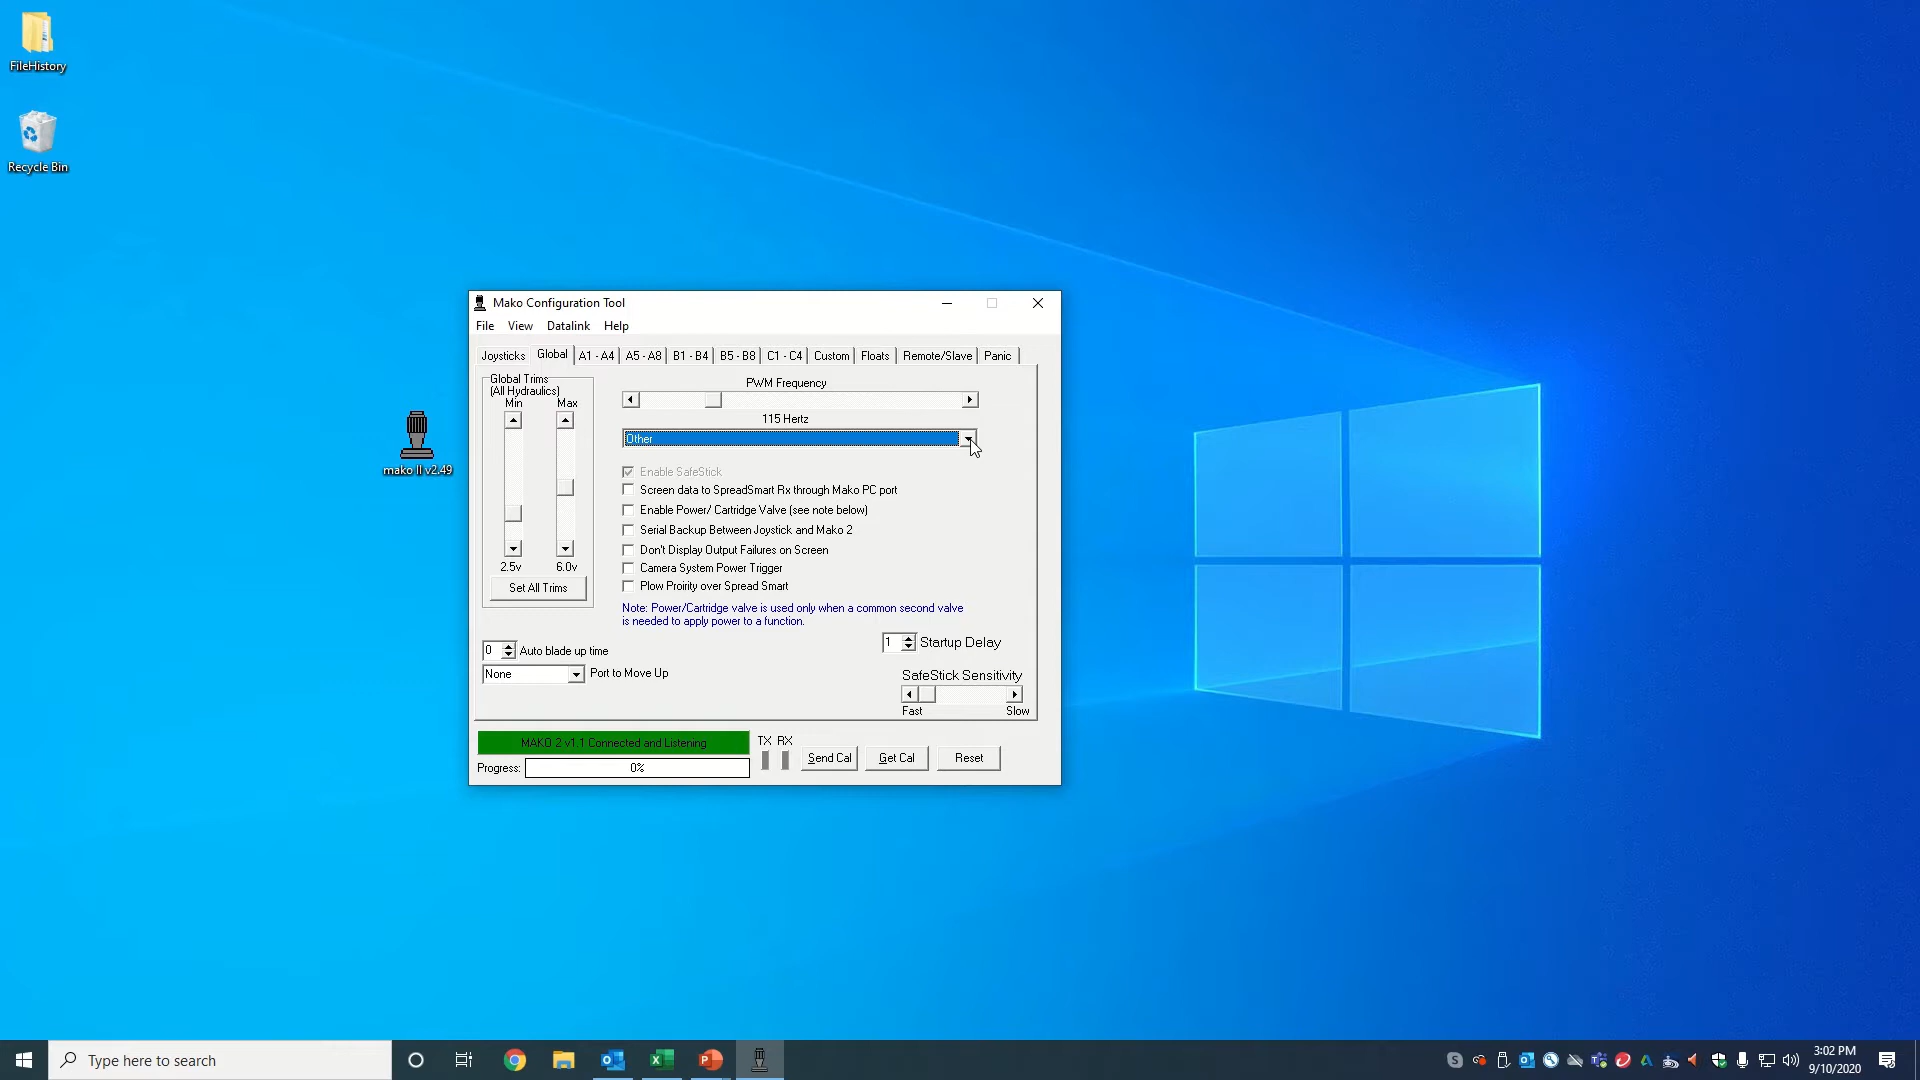 FileHistory
Recycle Bin
mako II v2.49
Mako Configuration Tool
File View Datalink Help
Joysticks Global A1 - A4 A5 - A8 B1 - B4 B5 - B8 C1 - C4 Custom Floats Remote/Slave Panic
Global Trims
(All Hydraulics)
Min Max
2.5v 6.0v
Set All Trims
PWM Frequency
115 Hertz
Other
Enable SafeStick
Screen data to SpreadSmart Rx through Mako PC port
Enable Power/ Cartridge Valve (see note below)
Serial Backup Between Joystick and Mako 2
Don't Display Output Failures on Screen
Camera System Power Trigger
Plow Proirity over Spread Smart
Note: Power/Cartridge valve is used only when a common second valve
is needed to apply power to a function.
0 Auto blade up time
None Port to Move Up
1 Startup Delay
SafeStick Sensitivity
Fast Slow
MAKO 2 v1.1 Connected and Listening
Progress: 0%
TX RX
Send Cal Get Cal Reset
Type here to search
3:02 PM
9/10/2020